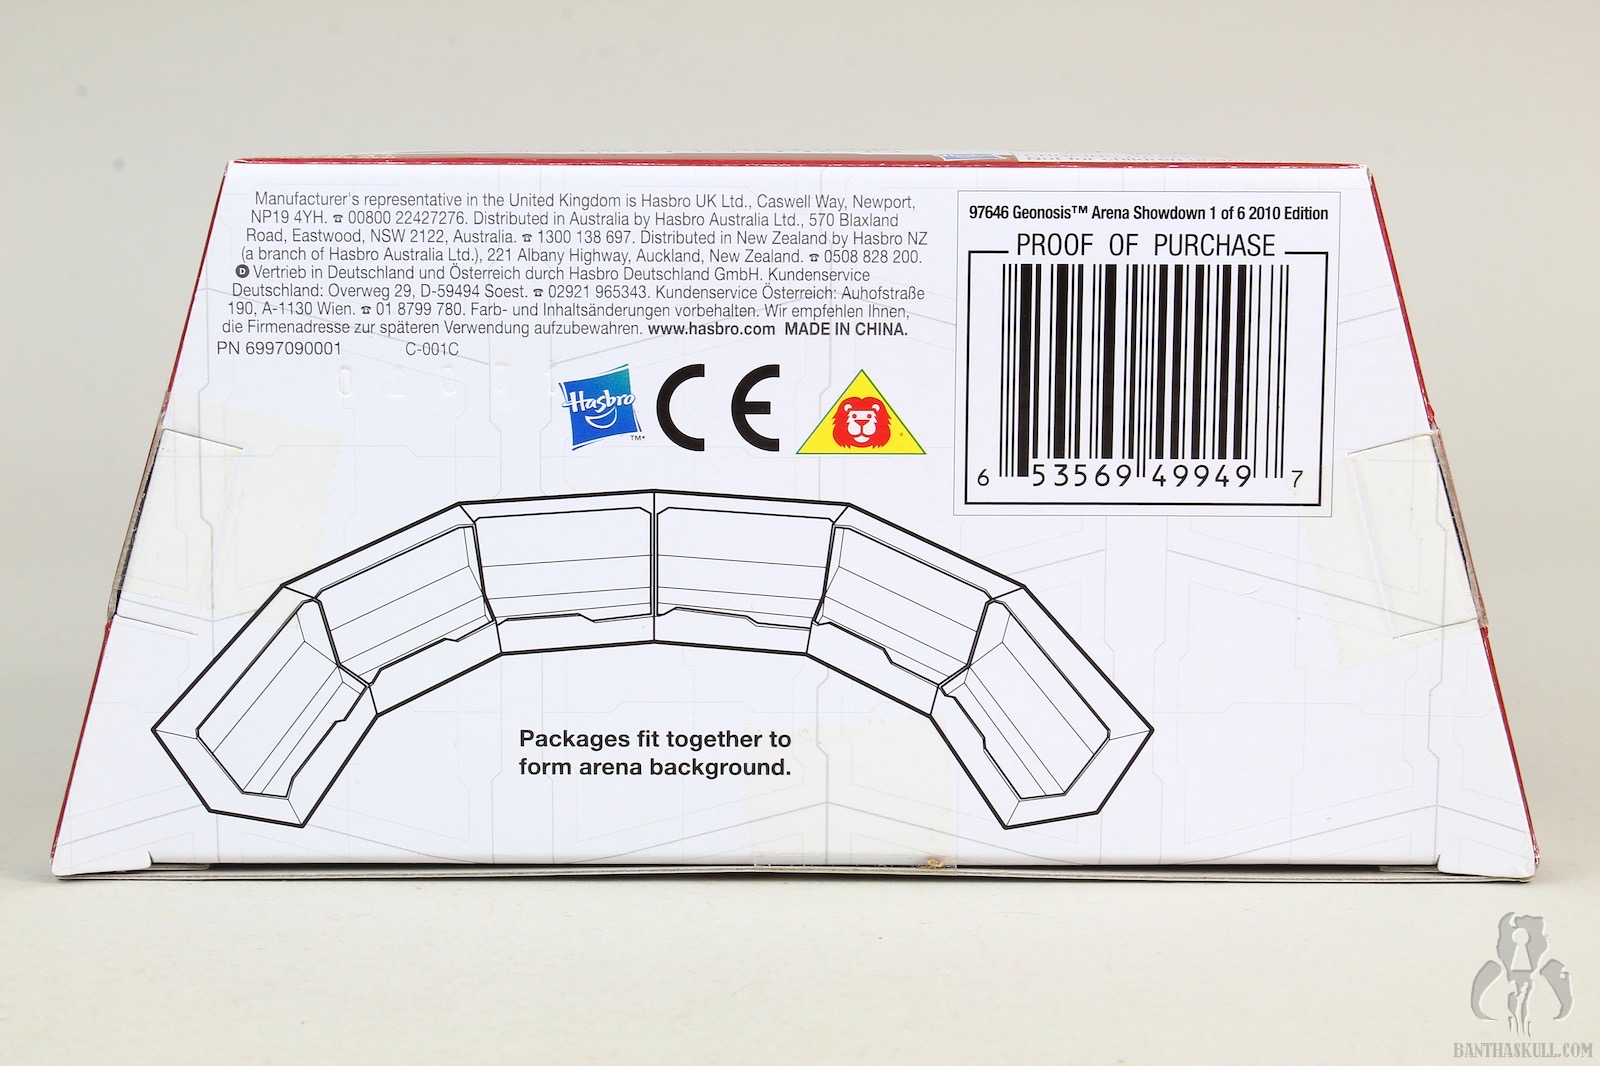 Manufacturer's representative in the United Kingdom is Hasbro UK Ltd., Caswell Way, Newport,
NP19 4YH. ☎ 00800 22427276. Distributed in Australia by Hasbro Australia Ltd., 570 Blaxland
Road, Eastwood, NSW 2122, Australia. ☎ 1300 138 697. Distributed in New Zealand by Hasbro NZ
(a branch of Hasbro Australia Ltd.), 221 Albany Highway, Auckland, New Zealand. ☎ 0508 828 200.
D Vertrieb in Deutschland und Österreich durch Hasbro Deutschland GmbH. Kundenservice
Deutschland: Overweg 29, D-59494 Soest. ☎ 02921 965343. Kundenservice Österreich: Auhofstraße
190, A-1130 Wien. ☎ 01 8799 780. Farb- und Inhaltsänderungen vorbehalten. Wir empfehlen Ihnen,
die Firmenadresse zur späteren Verwendung aufzubewahren. www.hasbro.com MADE IN CHINA.
PN 6997090001 C-001C
Hasbro
TM*
CE
97646 Geonosis™ Arena Showdown 1 of 6 2010 Edition
PROOF OF PURCHASE
6 53569 49949 7
Packages fit together to
form arena background.
BANTHASKULL.COM